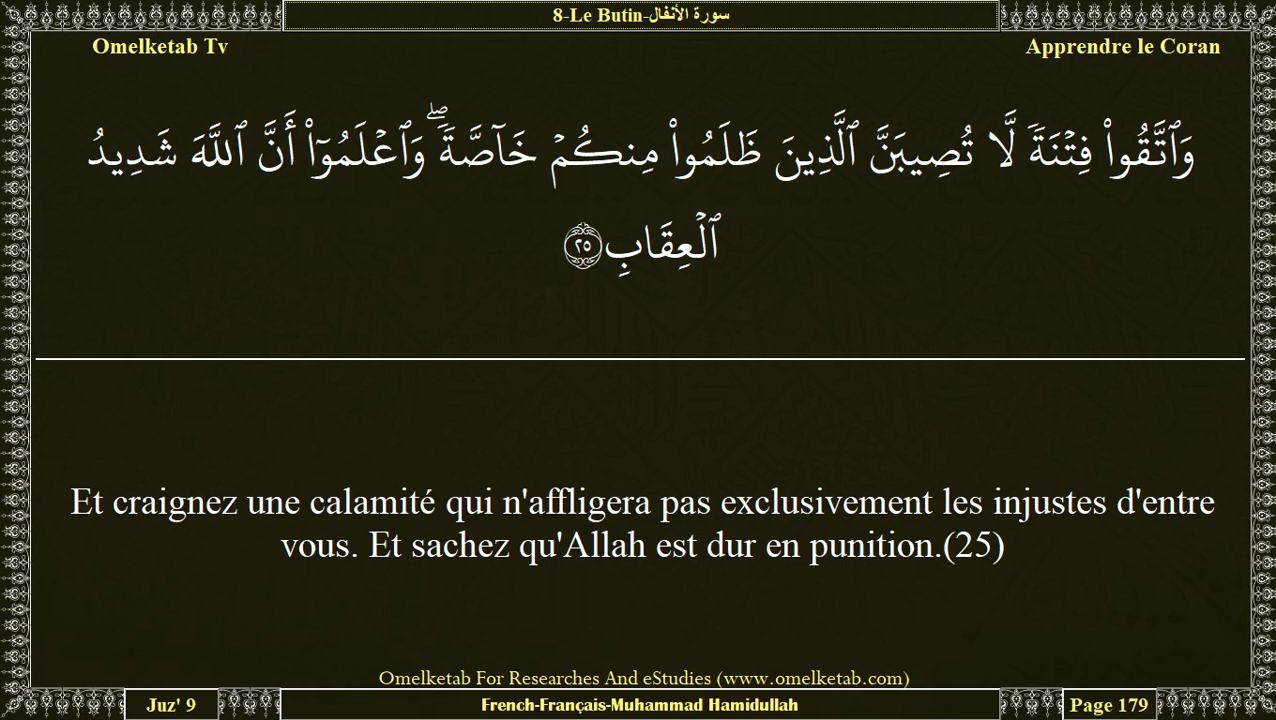 8-Le Butin-سورة الأنفال
Omelketab Tv
Apprendre le Coran
وَٱتَّقُوا۟ فِتْنَةً لَّا تُصِيبَنَّ ٱلَّذِينَ ظَلَمُوا۟ مِنكُمْ خَآصَّةً ۖ وَٱعْلَمُوٓا۟ أَنَّ ٱللَّهَ شَدِيدُ
ٱلْعِقَابِ ٢٥
Et craignez une calamité qui n'affligera pas exclusivement les injustes d'entre
vous. Et sachez qu'Allah est dur en punition.(25)
Omelketab For Researches And eStudies (www.omelketab.com)
Juz' 9
French-Français-Muhammad Hamidullah
Page 179